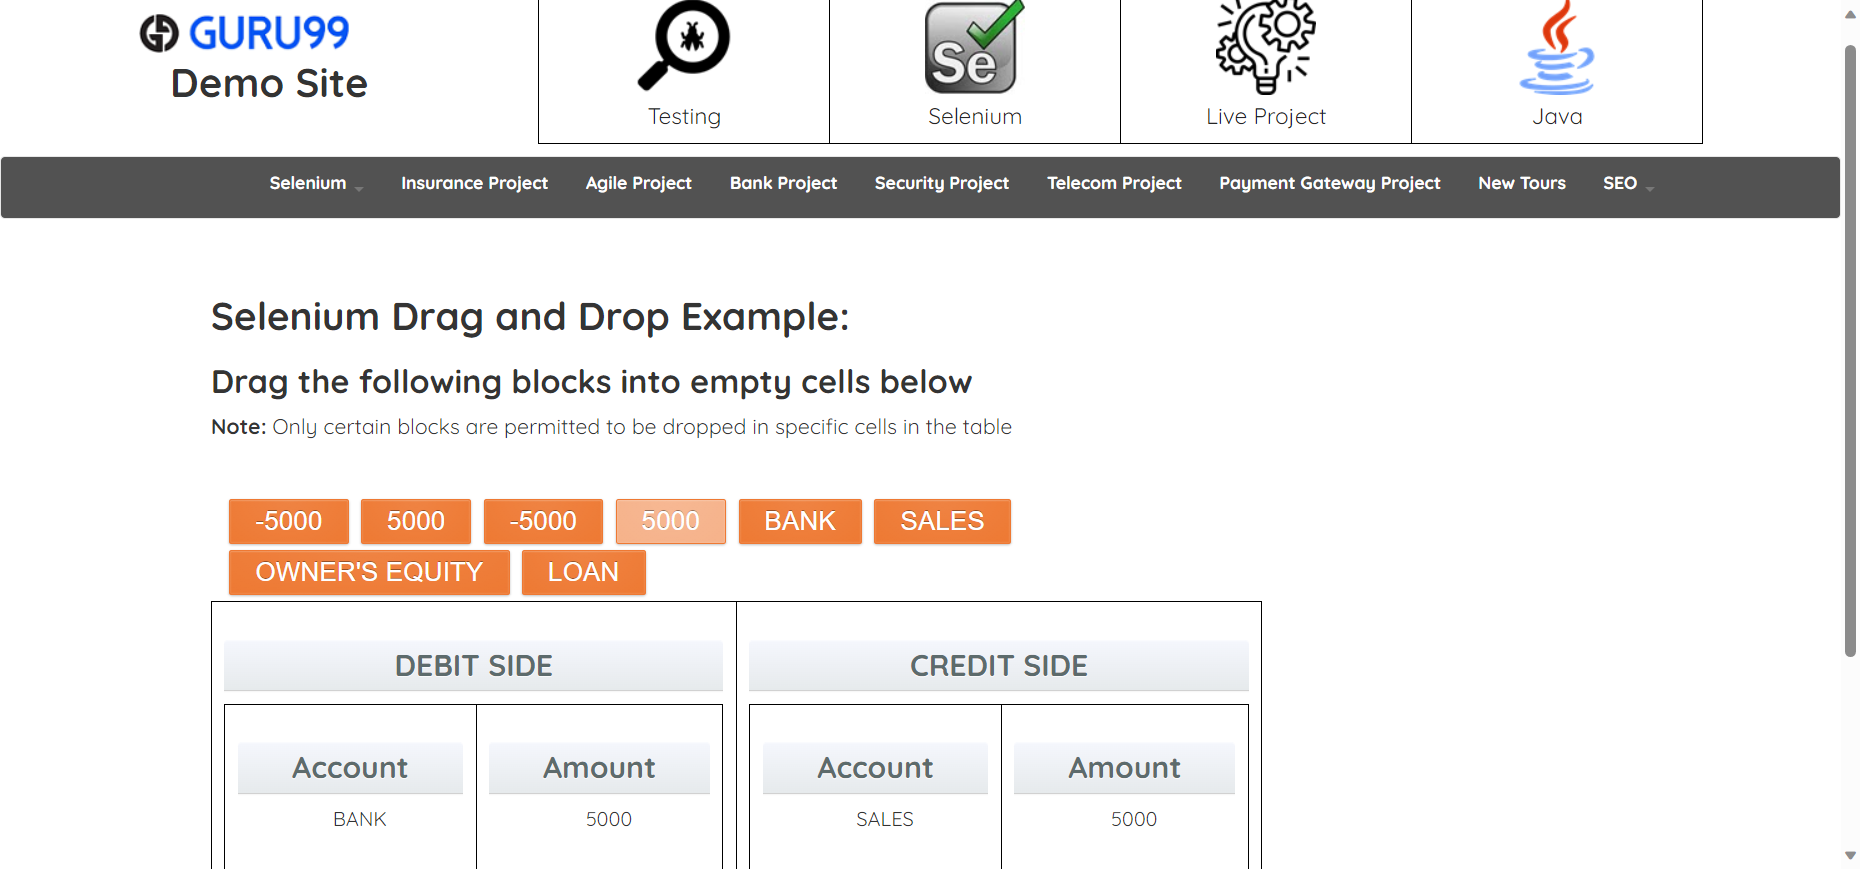 GURU99
Demo Site
Testing
Se
Selenium
Live Project
Java
Selenium Insurance Project Agile Project Bank Project Security Project Telecom Project Payment Gateway Project New Tours SEO
Selenium Drag and Drop Example:
Drag the following blocks into empty cells below
Note: Only certain blocks are permitted to be dropped in specific cells in the table
-5000 5000 -5000 5000 BANK SALES
OWNER'S EQUITY LOAN
DEBIT SIDE CREDIT SIDE
Account Amount Account Amount
BANK 5000 SALES 5000